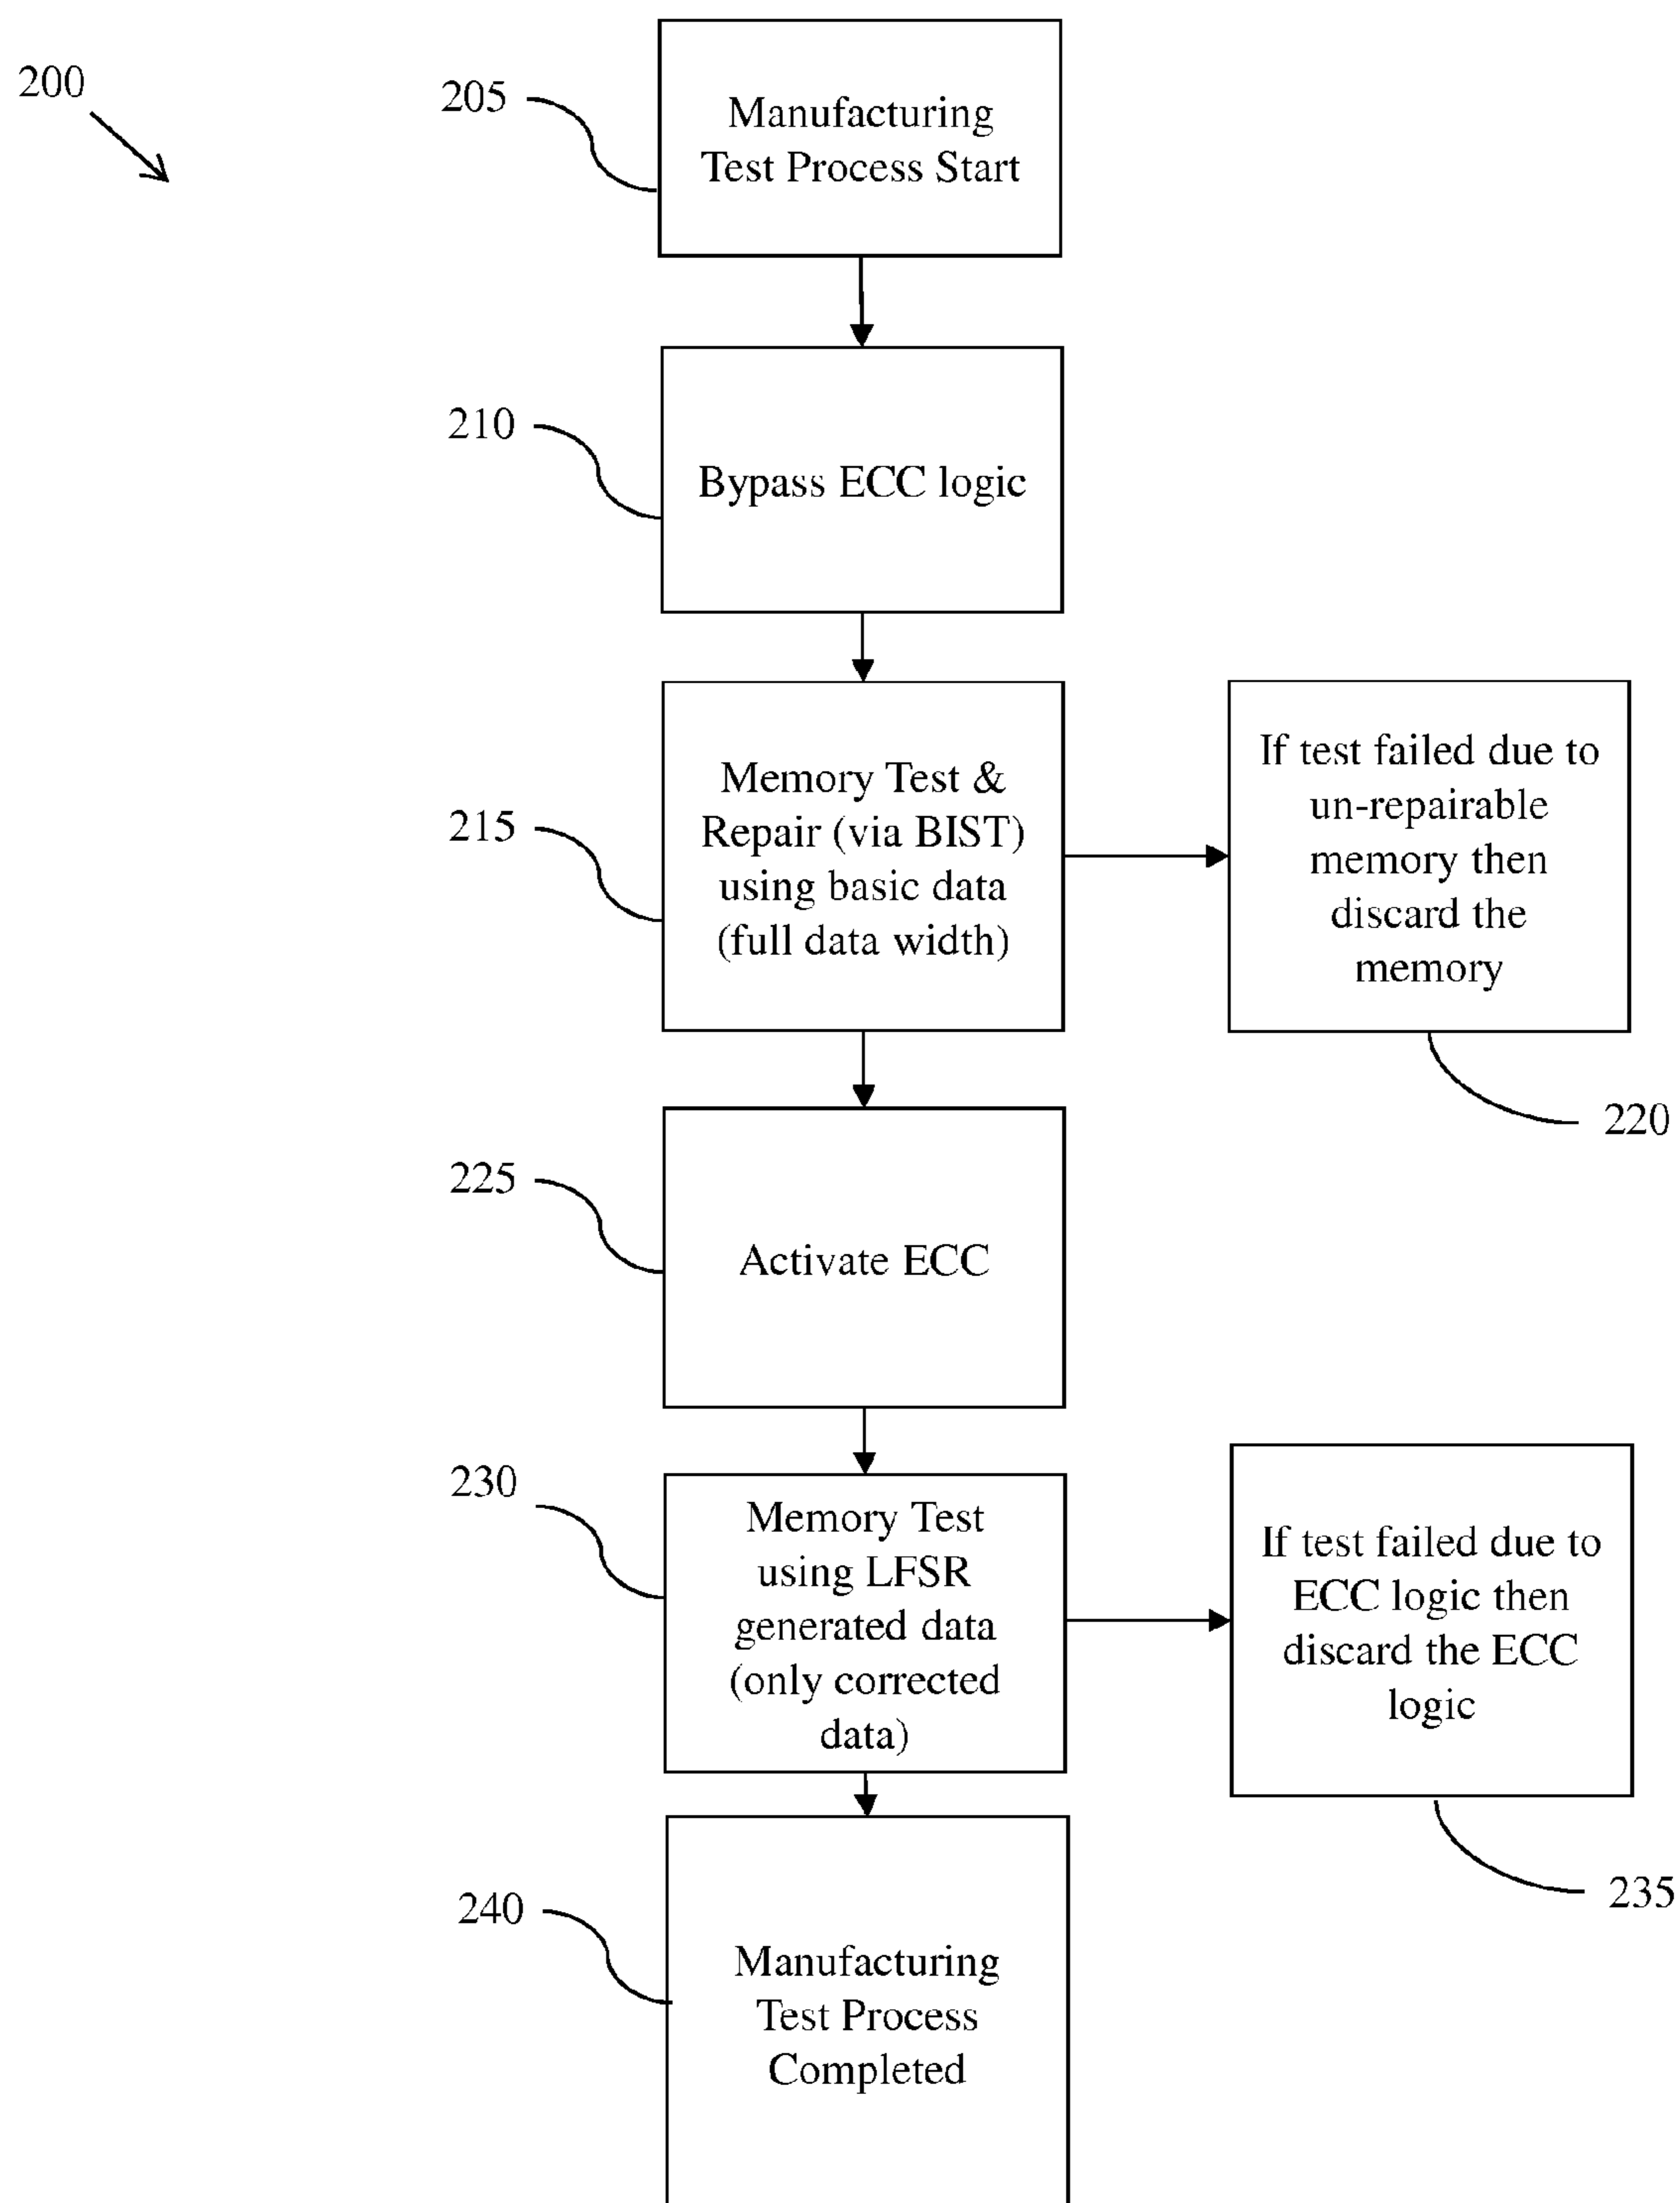 200
205
Manufacturing
Test Process Start
210
Bypass ECC logic
215
Memory Test &
Repair (via BIST)
using basic data
(full data width)
If test failed due to
un-repairable
memory then
discard the
memory
220
225
Activate ECC
230
Memory Test
using LFSR
generated data
(only corrected
data)
If test failed due to
ECC logic then
discard the ECC
logic
235
240
Manufacturing
Test Process
Completed